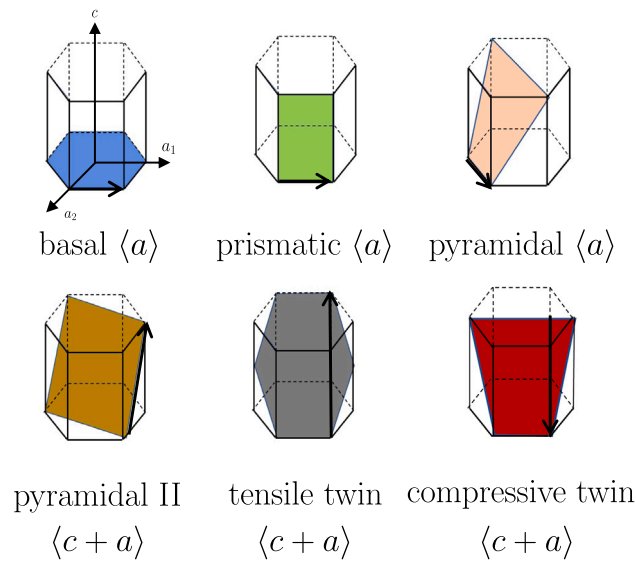 c
a₁
a₂
basal ⟨a⟩
prismatic ⟨a⟩
pyramidal ⟨a⟩
pyramidal II
⟨c + a⟩
tensile twin
⟨c + a⟩
compressive twin
⟨c + a⟩